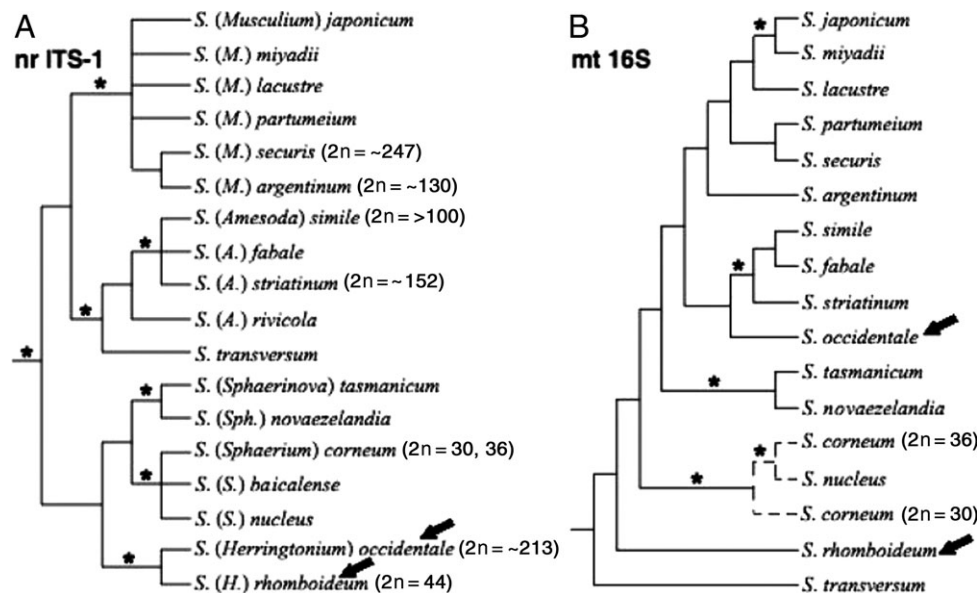 A
nr ITS-1
S. (Musculium) japonicum
S. (M.) miyadii
S. (M.) lacustre
S. (M.) partumeium
S. (M.) securis (2n = ~247)
S. (M.) argentinum (2n = ~130)
S. (Amesoda) simile (2n = >100)
S. (A.) fabale
S. (A.) striatinum (2n = ~152)
S. (A.) rivicola
S. transversum
S. (Sphaerinova) tasmanicum
S. (Sph.) novaezelandia
S. (Sphaerium) corneum (2n = 30, 36)
S. (S.) baicalense
S. (S.) nucleus
S. (Herringtonium) occidentale (2n = ~213)
S. (H.) rhomboideum (2n = 44)
B
mt 16S
S. japonicum
S. miyadii
S. lacustre
S. partumeium
S. securis
S. argentinum
S. simile
S. fabale
S. striatinum
S. occidentale
S. tasmanicum
S. novaezelandia
S. corneum (2n = 36)
S. nucleus
S. corneum (2n = 30)
S. rhomboideum
S. transversum